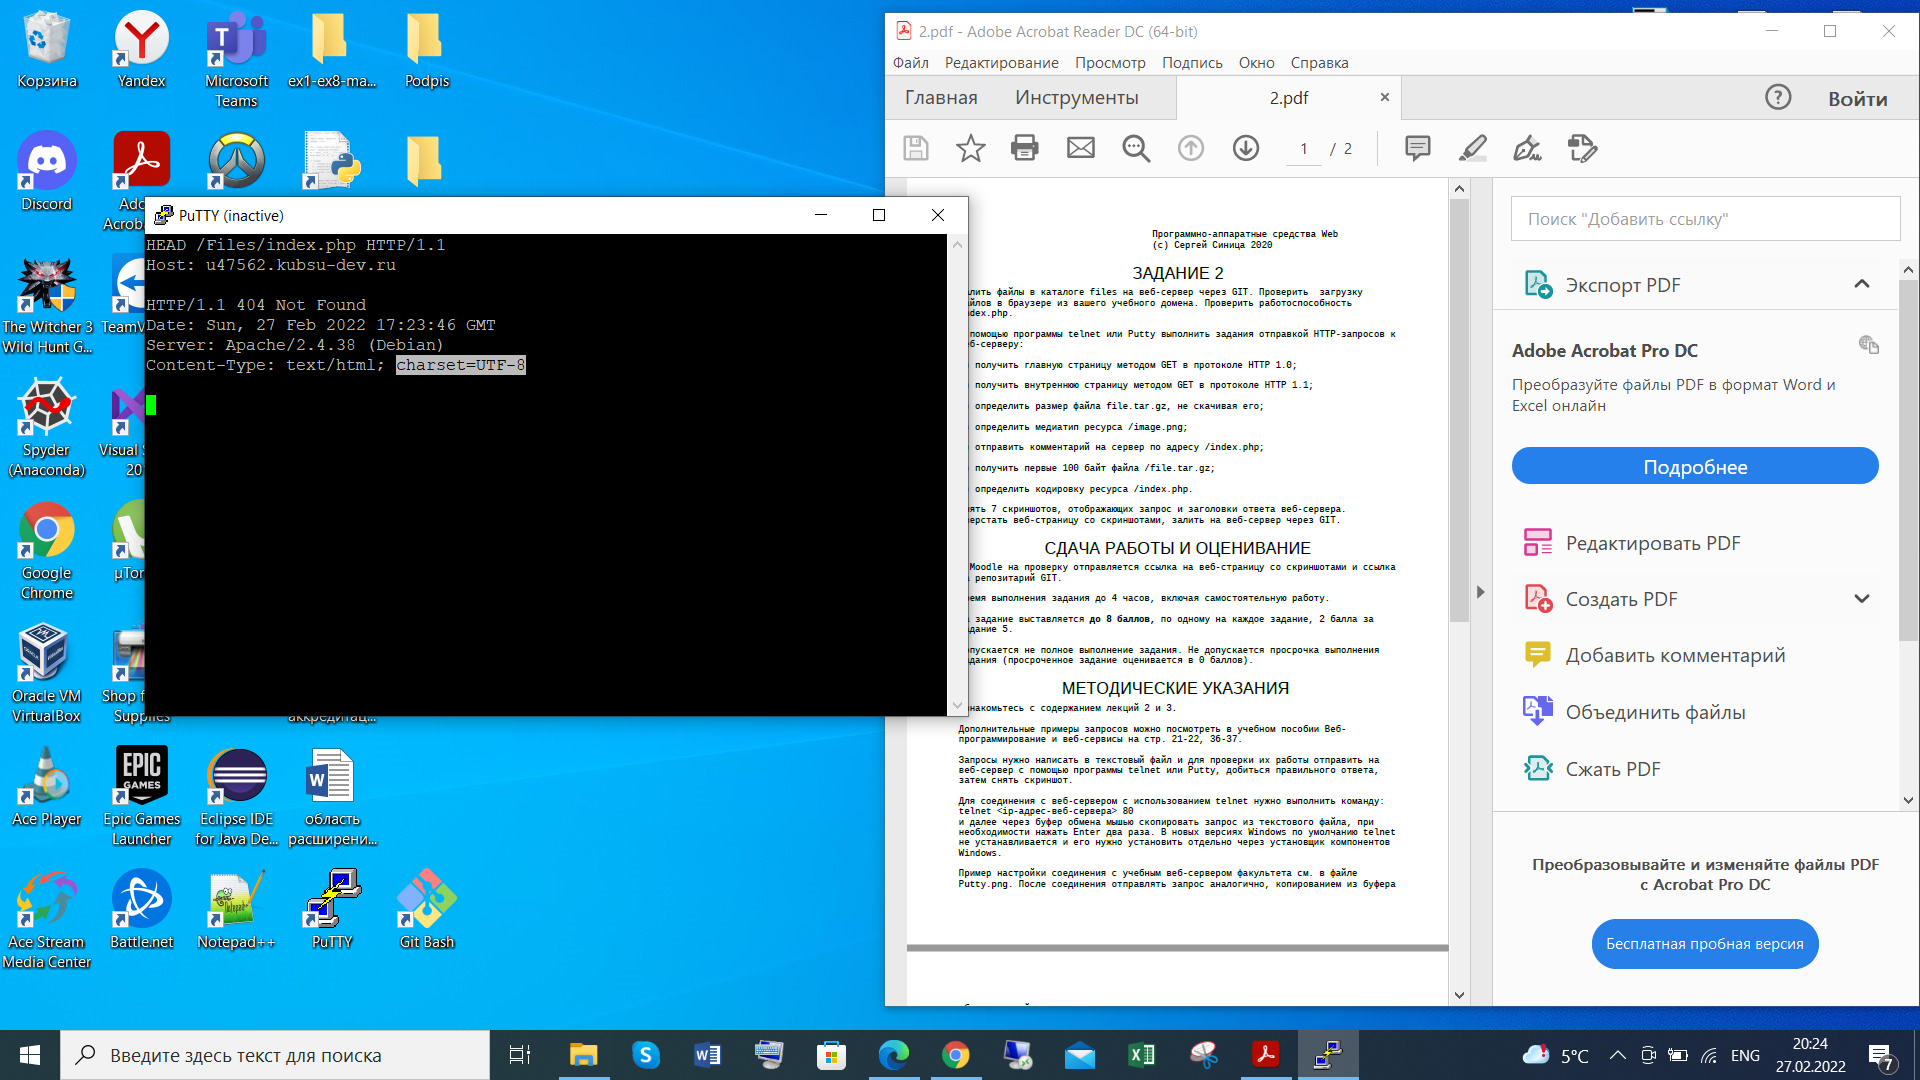 Корзина
Yandex
Microsoft
Teams
ex1-ex8-ma...
Podpis
Discord
Acroba
The Witcher 3
Wild Hunt G...
TeamV
Spyder
(Anaconda)
Visual S
20
Google
Chrome
µTor
Oracle VM
VirtualBox
Shop f
Supplies
аккредитац...
Ace Player
Epic Games
Launcher
EPIC
GAMES
Eclipse IDE
for Java De...
область
расширени...
Ace Stream
Media Center
Battle.net
Notepad++
PuTTY
Git Bash
PuTTY (inactive)
HEAD /Files/index.php HTTP/1.1
Host: u47562.kubsu-dev.ru
HTTP/1.1 404 Not Found
Date: Sun, 27 Feb 2022 17:23:46 GMT
Server: Apache/2.4.38 (Debian)
Content-Type: text/html; charset=UTF-8
2.pdf - Adobe Acrobat Reader DC (64-bit)
Файл Редактирование Просмотр Подпись Окно Справка
Главная Инструменты 2.pdf × Войти
1 / 2
Программно-аппаратные средства Web
(c) Сергей Синица 2020
ЗАДАНИЕ 2
лить файлы в каталоге files на веб-сервер через GIT. Проверить загрузку
йлов в браузере из вашего учебного домена. Проверить работоспособность
dex.php.
помощью программы telnet или Putty выполнить задания отправкой HTTP-запросов к
б-серверу:
получить главную страницу методом GET в протоколе HTTP 1.0;
получить внутреннюю страницу методом GET в протоколе HTTP 1.1;
определить размер файла file.tar.gz, не скачивая его;
определить медиатип ресурса /image.png;
отправить комментарий на сервер по адресу /index.php;
получить первые 100 байт файла /file.tar.gz;
определить кодировку ресурса /index.php.
ять 7 скриншотов, отображающих запрос и заголовки ответа веб-сервера.
ерстать веб-страницу со скриншотами, залить на веб-сервер через GIT.
СДАЧА РАБОТЫ И ОЦЕНИВАНИЕ
Moodle на проверку отправляется ссылка на веб-страницу со скриншотами и ссылка
репозитарий GIT.
емя выполнения задания до 4 часов, включая самостоятельную работу.
задание выставляется до 8 баллов, по одному на каждое задание, 2 балла за
дание 5.
опускается не полное выполнение задания. Не допускается просрочка выполнения
дания (просроченное задание оценивается в 0 баллов).
МЕТОДИЧЕСКИЕ УКАЗАНИЯ
накомьтесь с содержанием лекций 2 и 3.
Дополнительные примеры запросов можно посмотреть в учебном пособии Веб-
программирование и веб-сервисы на стр. 21-22, 36-37.
Запросы нужно написать в текстовый файл и для проверки их работы отправить на
веб-сервер с помощью программы telnet или Putty, добиться правильного ответа,
затем снять скриншот.
Для соединения с веб-сервером с использованием telnet нужно выполнить команду:
telnet <ip-адрес-веб-сервера> 80
и далее через буфер обмена мышью скопировать запрос из текстового файла, при
необходимости нажать Enter два раза. В новых версиях Windows по умолчанию telnet
не устанавливается и его нужно установить отдельно через установщик компонентов
Windows.
Пример настройки соединения с учебным веб-сервером факультета см. в файле
Putty.png. После соединения отправлять запрос аналогично, копированием из буфера
Поиск "Добавить ссылку"
Экспорт PDF
Adobe Acrobat Pro DC
Преобразуйте файлы PDF в формат Word и
Excel онлайн
Подробнее
Редактировать PDF
Создать PDF
Добавить комментарий
Объединить файлы
Сжать PDF
Преобразовывайте и изменяйте файлы PDF
с Acrobat Pro DC
Бесплатная пробная версия
Введите здесь текст для поиска
5°C
ENG
20:24
27.02.2022
7